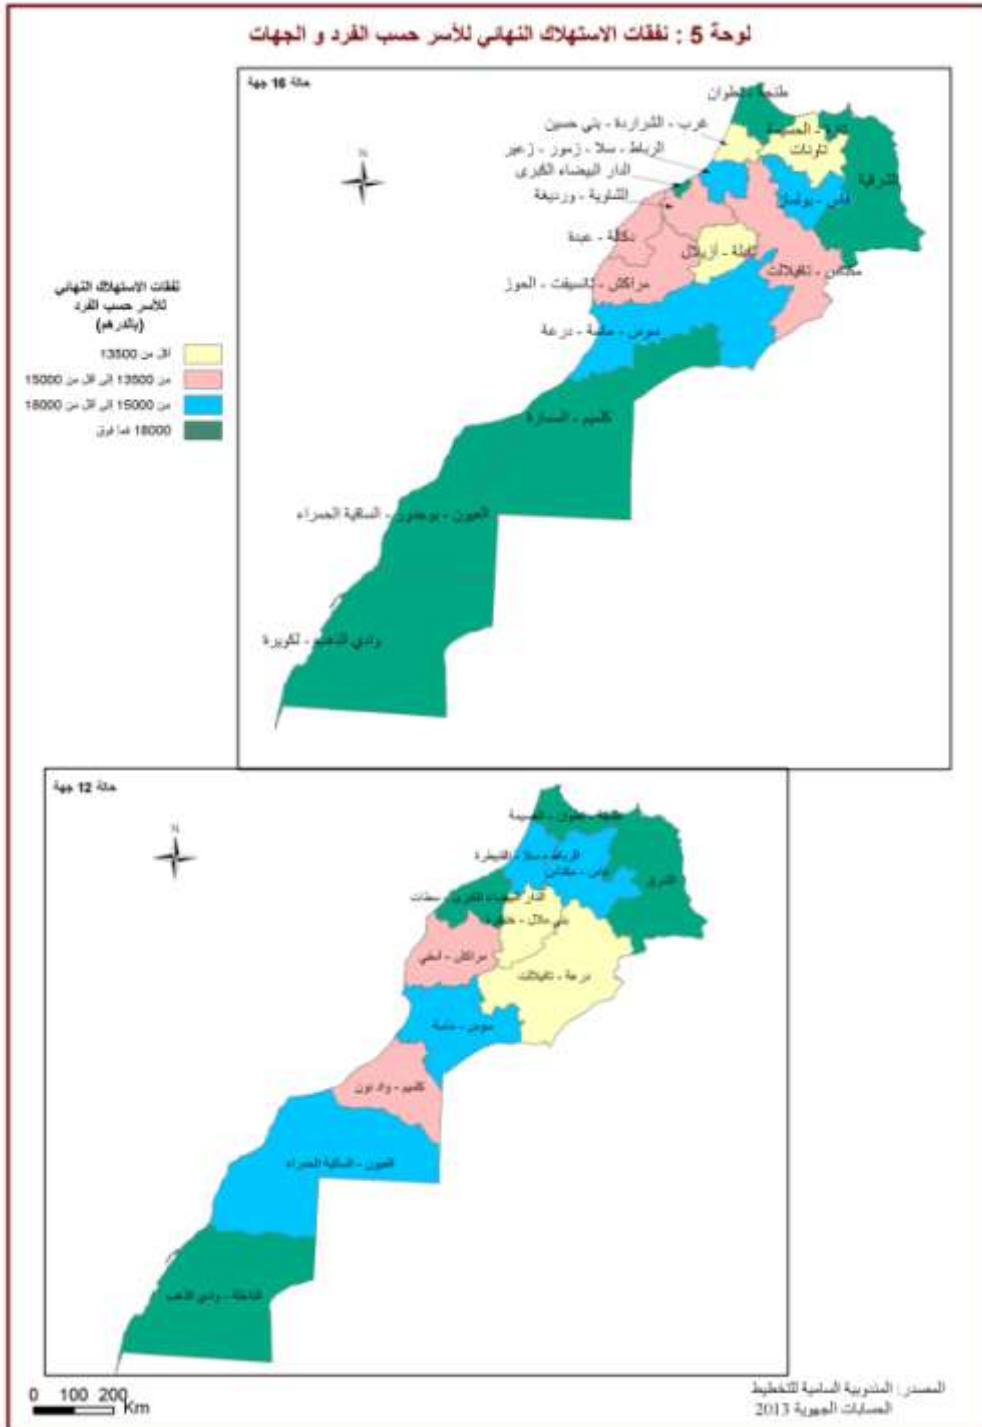 لوحة 5 : نفقات الاستهلاك النهائي للأسر حسب الفرد و الجهات
حالة 16 جهة
N
طنجة - تطوان
تازة - الحسيمة
تاونات
غرب - الشراردة - بني حسين
الرباط - سلا - زمور - زعير
الدار البيضاء الكبرى
الشاوية - ورديغة
الشرقية
فاس - بولمان
دكالة - عبدة
تادلة - أزيلال
مكناس - تافيلالت
مراكش - تانسيفت - الحوز
سوس - ماسة - درعة
كلميم - السمارة
العيون - بوجدور - الساقية الحمراء
وادي الذهب - لكويرة
نفقات الاستهلاك النهائي
للأسر حسب الفرد
(بالدرهم)
أقل من 13500
من 13500 إلى أقل من 15000
من 15000 إلى أقل من 18000
18000 فما فوق
حالة 12 جهة
N
طنجة - تطوان - الحسيمة
الرباط - سلا - القنيطرة
فاس - مكناس
الشرق
الدار البيضاء الكبرى - سطات
بني ملال - خنيفرة
مراكش - آسفي
درعة - تافيلالت
سوس - ماسة
كلميم - واد نون
العيون - الساقية الحمراء
الداخلة - وادي الذهب
0 100 200
Km
المصدر : المندوبية السامية للتخطيط
الحسابات الجهوية 2013